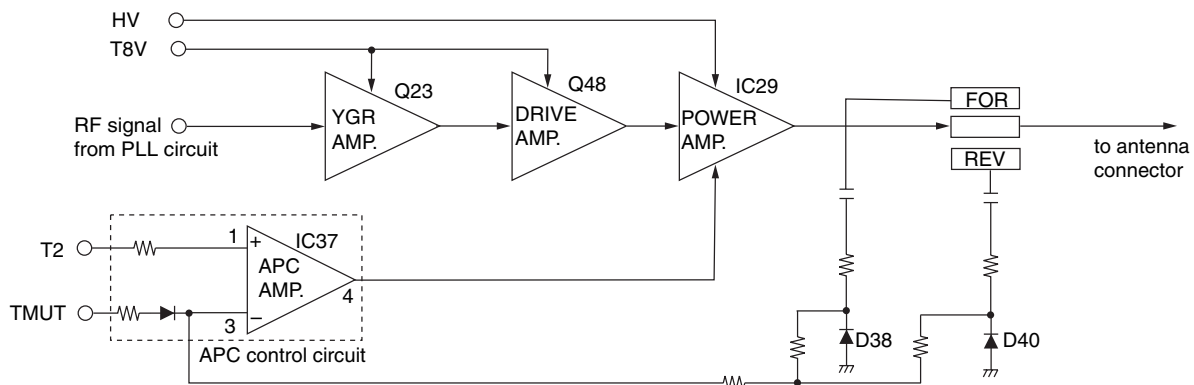 HV
T8V
Q23
Q48
IC29
FOR
YGR
AMP.
DRIVE
AMP.
POWER
AMP.
RF signal
from PLL circuit
REV
to antenna
connector
T2
1
+
IC37
APC
AMP.
4
TMUT
3
–
APC control circuit
D38
D40